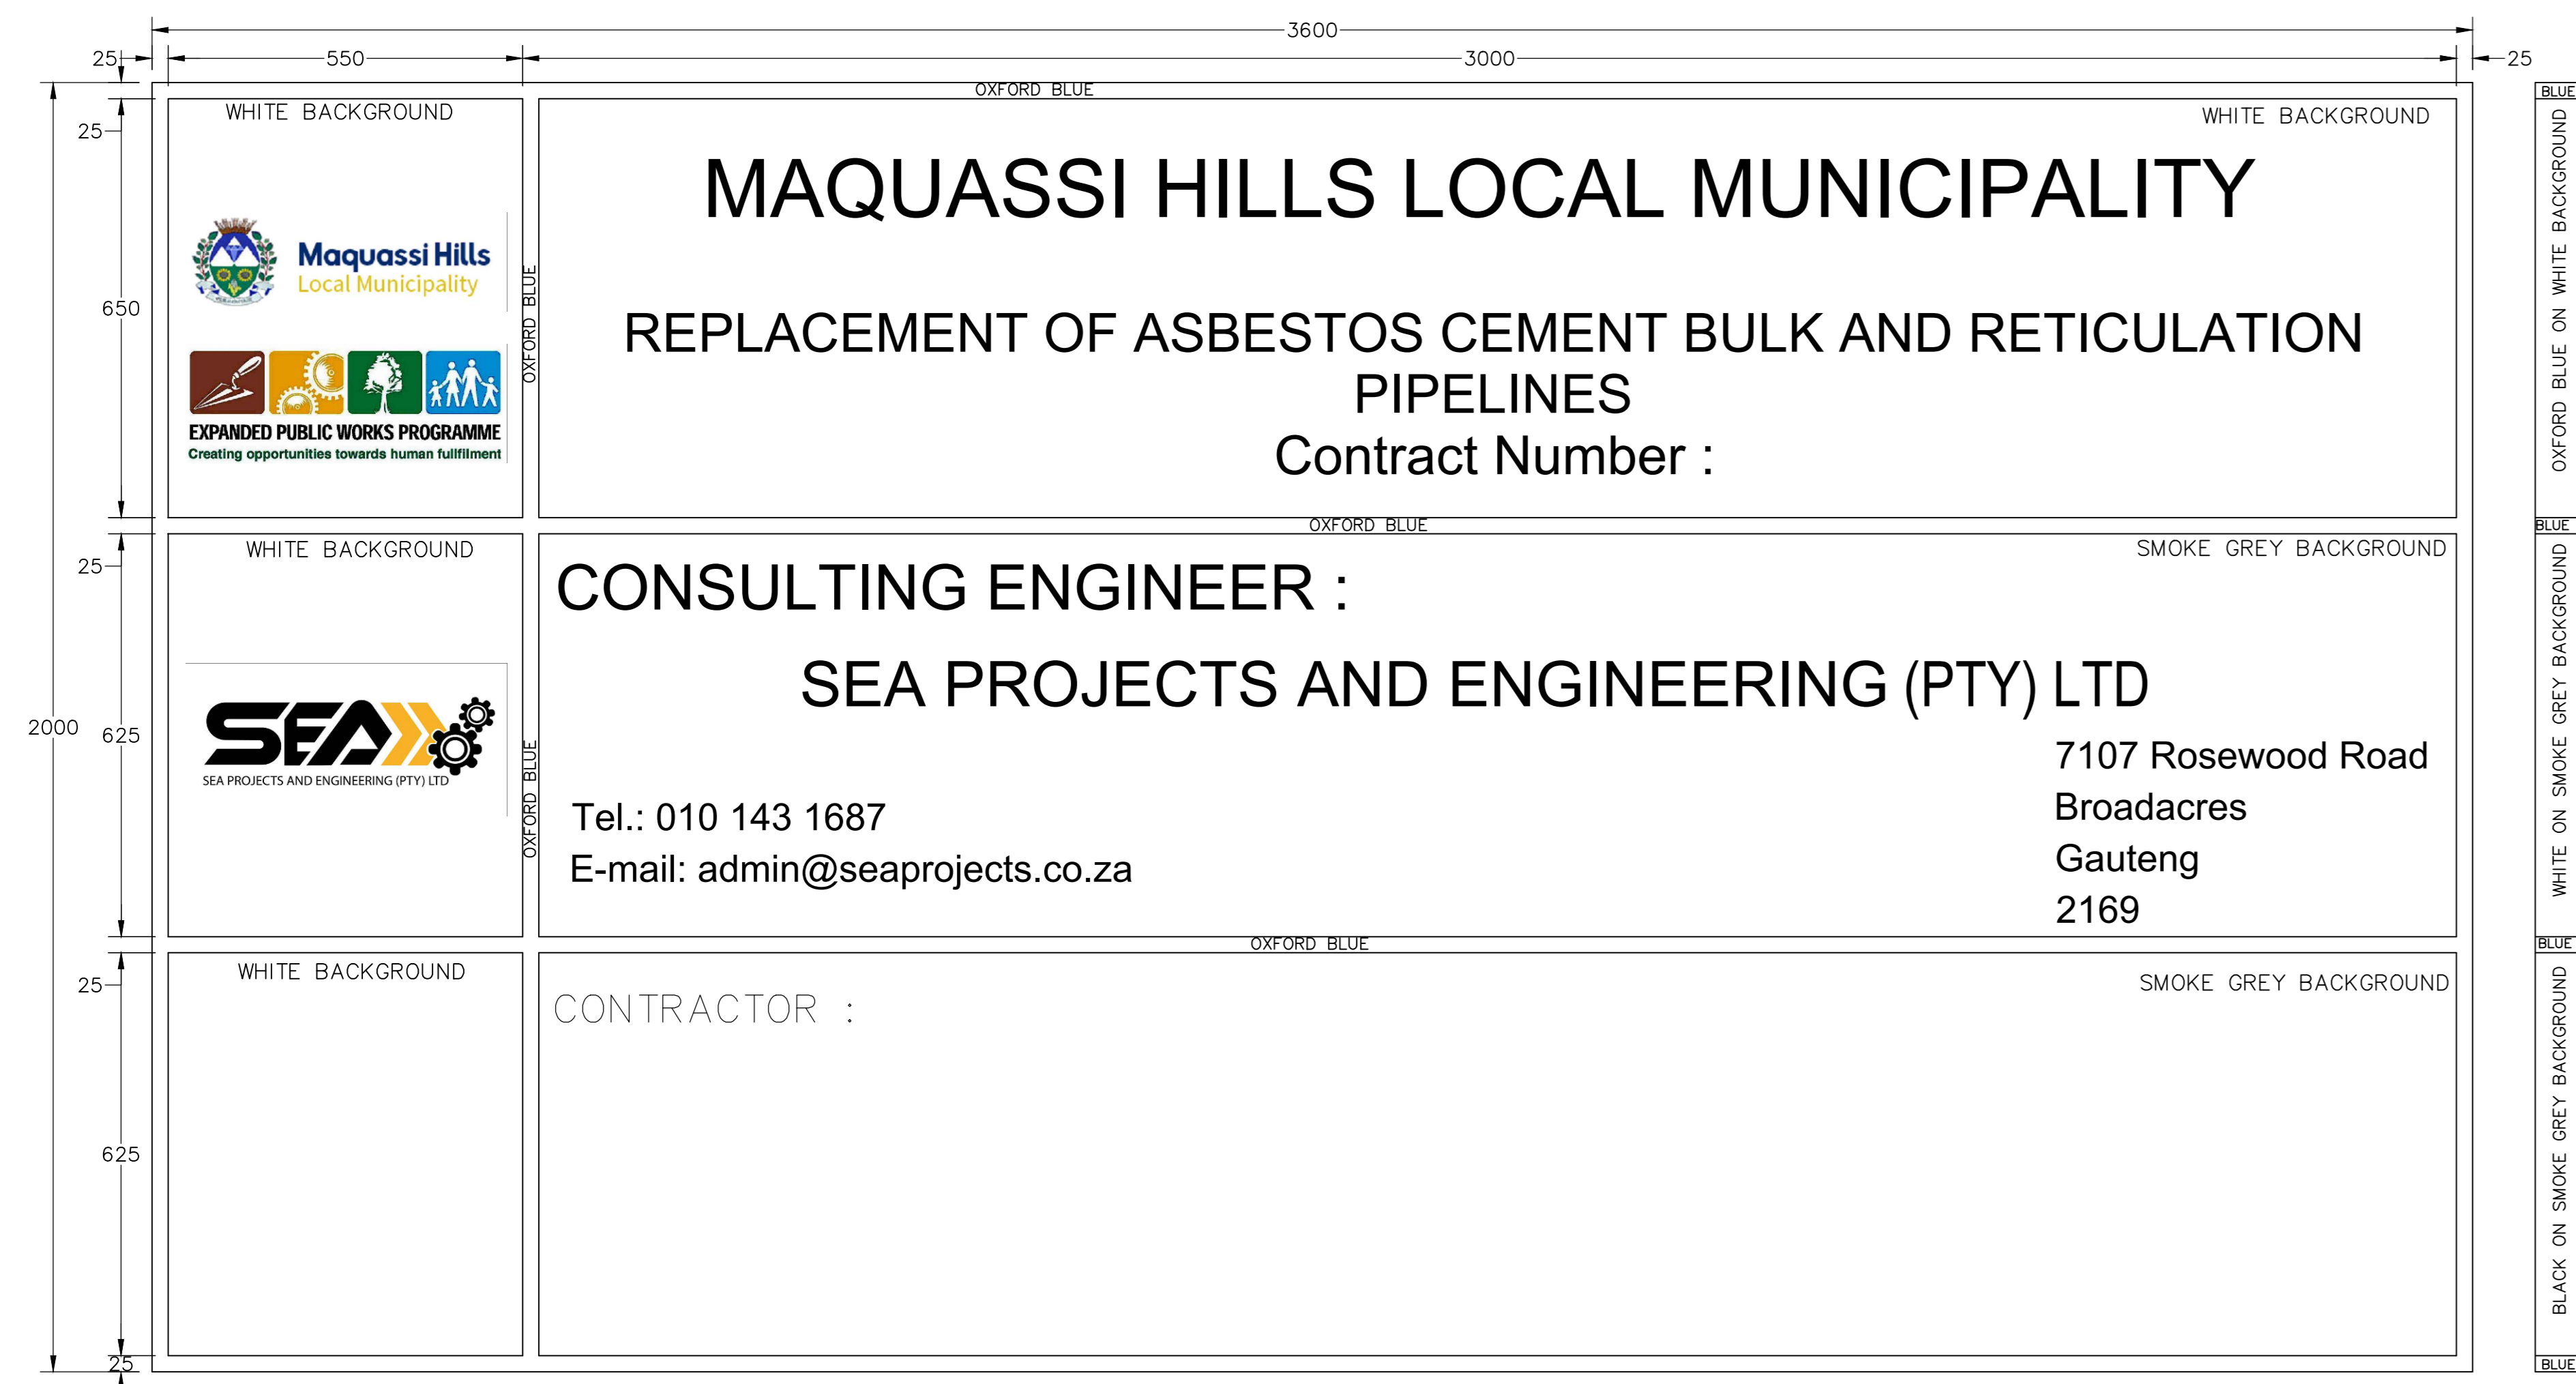 3600
25
550
3000
25
OXFORD BLUE
BLUE
WHITE BACKGROUND
WHITE BACKGROUND
25
MAQUASSI HILLS LOCAL MUNICIPALITY
Maquassi Hills
Local Municipality
OXFORD BLUE
650
REPLACEMENT OF ASBESTOS CEMENT BULK AND RETICULATION
PIPELINES
Contract Number :
EXPANDED PUBLIC WORKS PROGRAMME
Creating opportunities towards human fullfilment
OXFORD BLUE ON WHITE BACKGROUND
OXFORD BLUE
BLUE
WHITE BACKGROUND
SMOKE GREY BACKGROUND
25
CONSULTING ENGINEER :
SEA PROJECTS AND ENGINEERING (PTY) LTD
2000
625
SEA
SEA PROJECTS AND ENGINEERING (PTY) LTD
OXFORD BLUE
7107 Rosewood Road
Broadacres
Gauteng
2169
Tel.: 010 143 1687
E-mail: admin@seaprojects.co.za
WHITE ON SMOKE GREY BACKGROUND
OXFORD BLUE
BLUE
WHITE BACKGROUND
SMOKE GREY BACKGROUND
25
CONTRACTOR :
625
BLACK ON SMOKE GREY BACKGROUND
25
BLUE